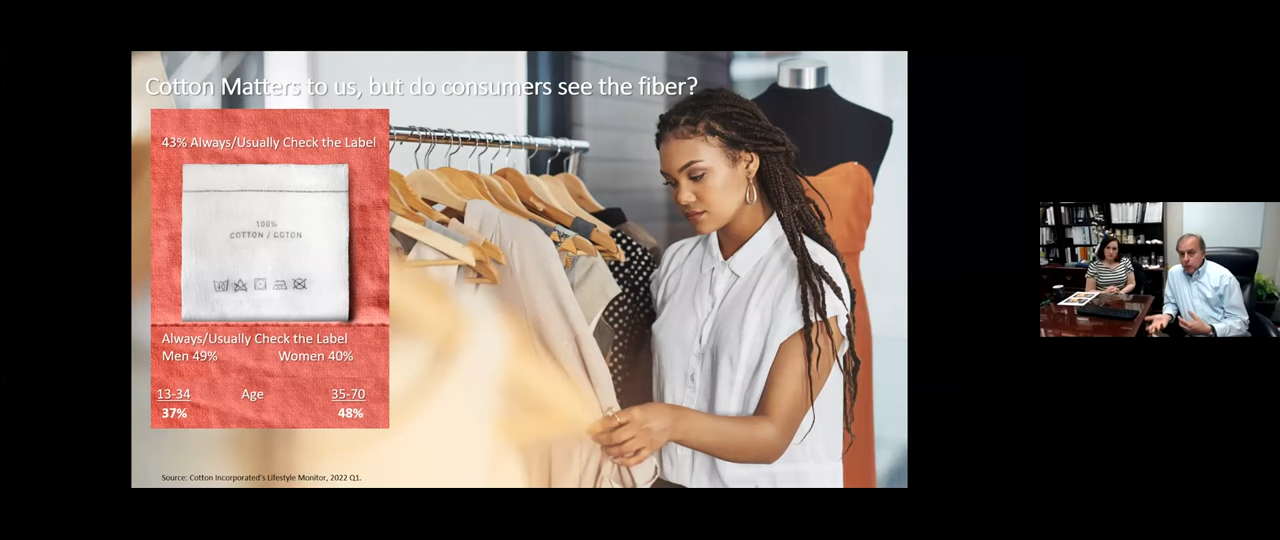 Cotton Matters to us, but do consumers see the fiber?
43% Always/Usually Check the Label
100%
COTTON / COTON
Always/Usually Check the Label
Men 49% Women 40%
13-34 Age 35-70
37% 48%
Source: Cotton Incorporated's Lifestyle Monitor, 2022 Q1.